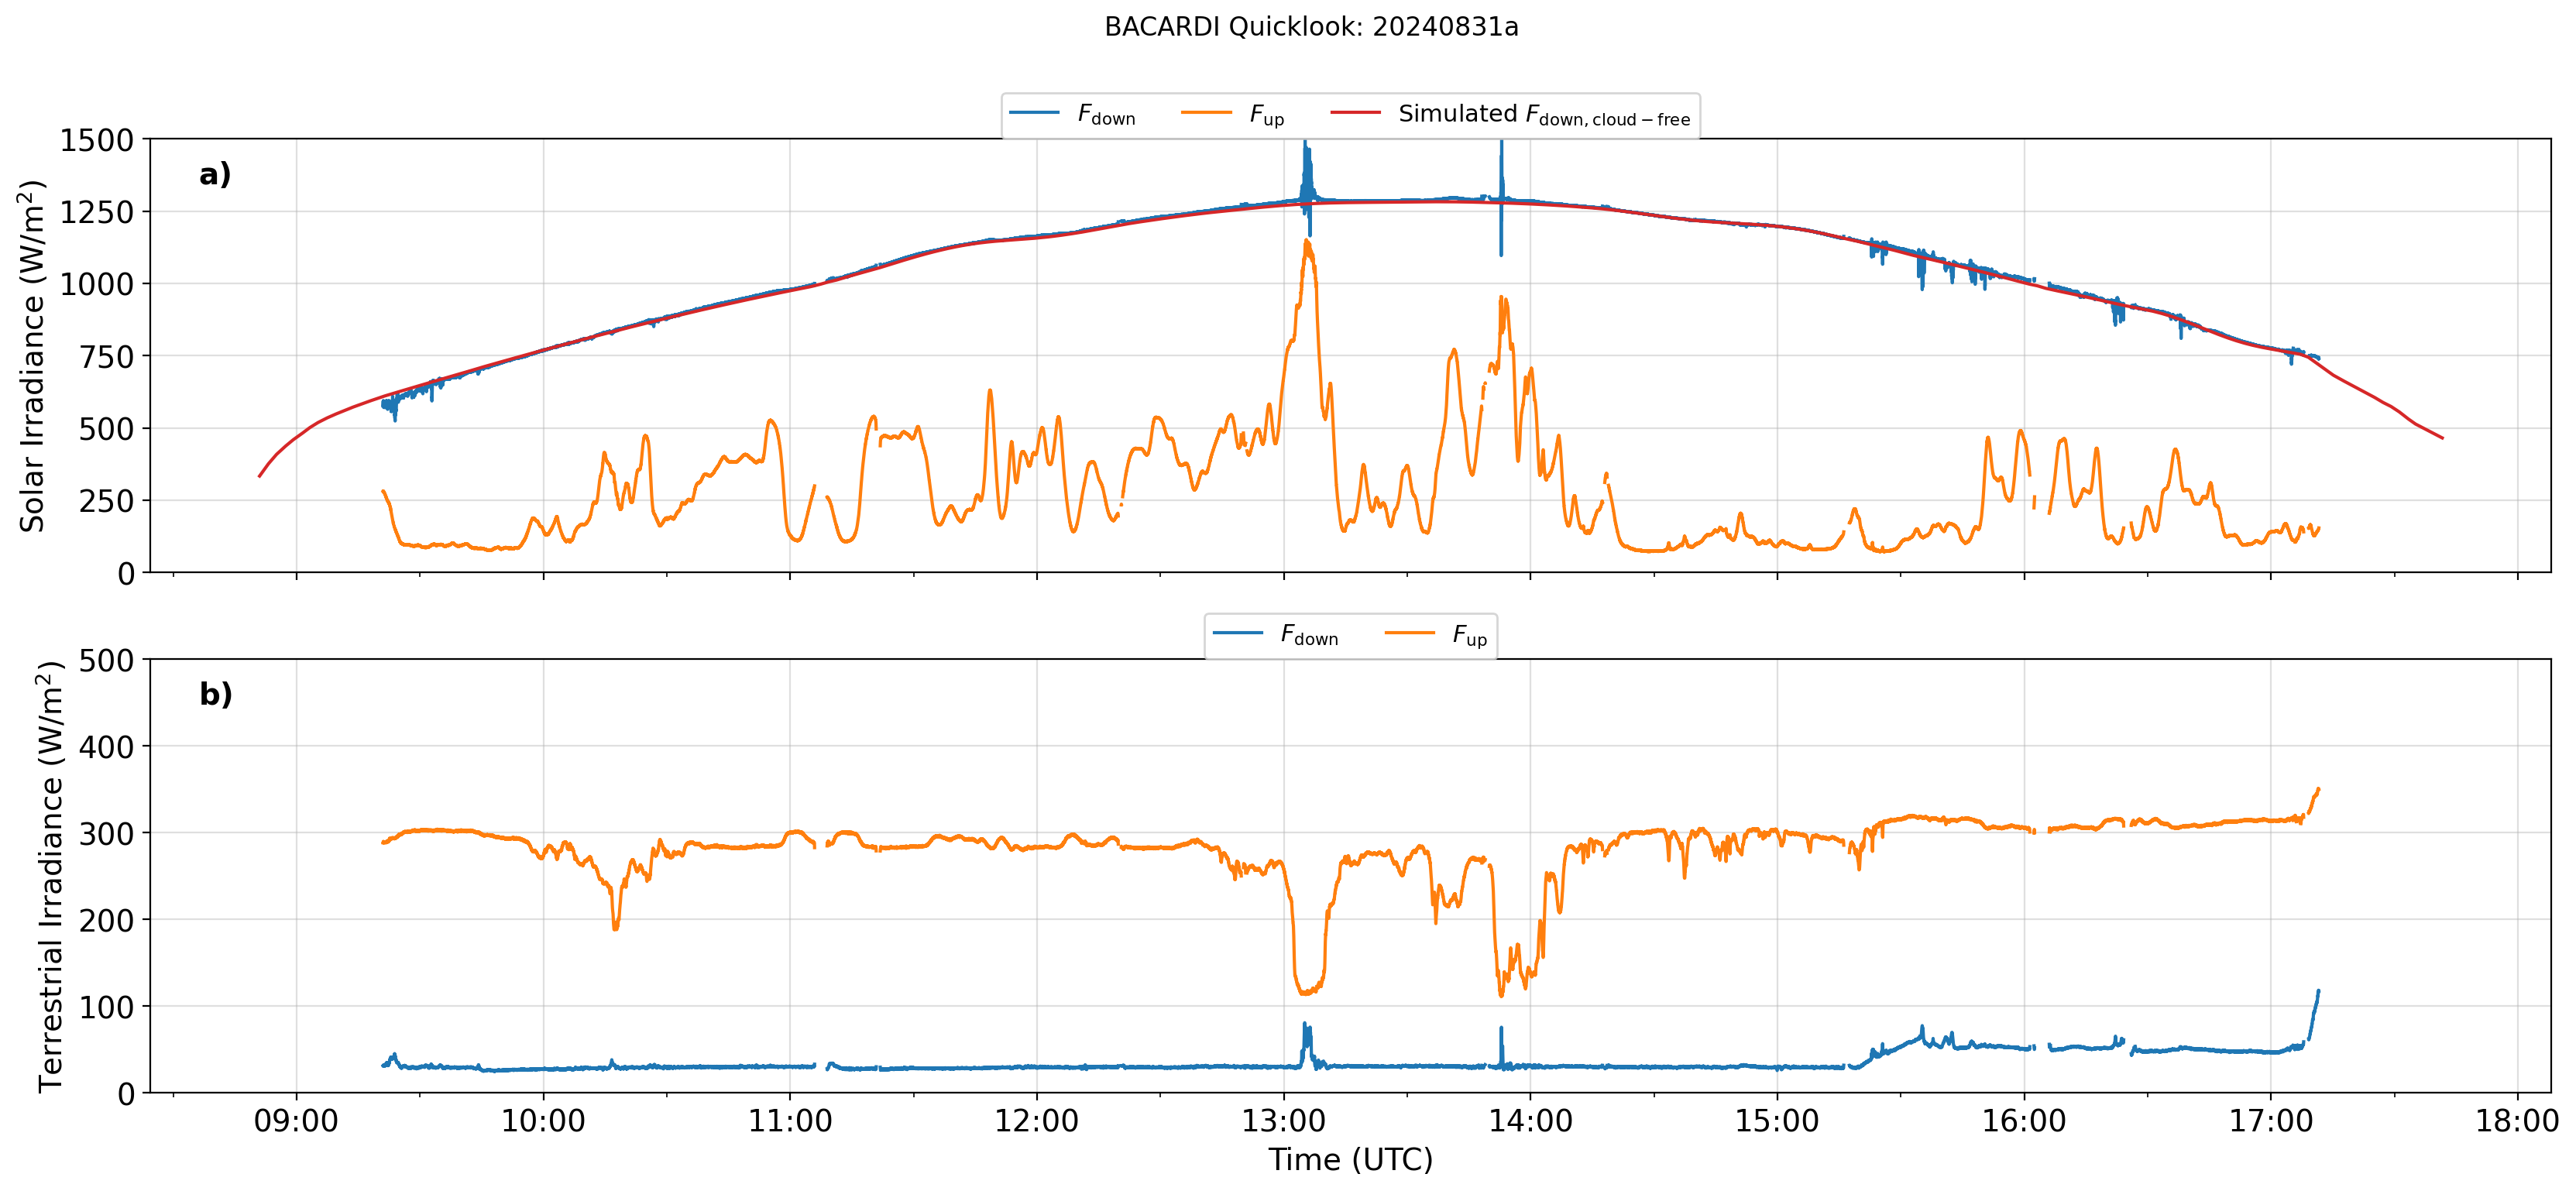 BACARDI Quicklook: 20240831a
F_down F_up Simulated F_down, cloud−free
a)
Solar Irradiance (W/m²)
1500
1250
1000
750
500
250
0
F_down F_up
b)
Terrestrial Irradiance (W/m²)
500
400
300
200
100
0
09:00 10:00 11:00 12:00 13:00 14:00 15:00 16:00 17:00 18:00
Time (UTC)